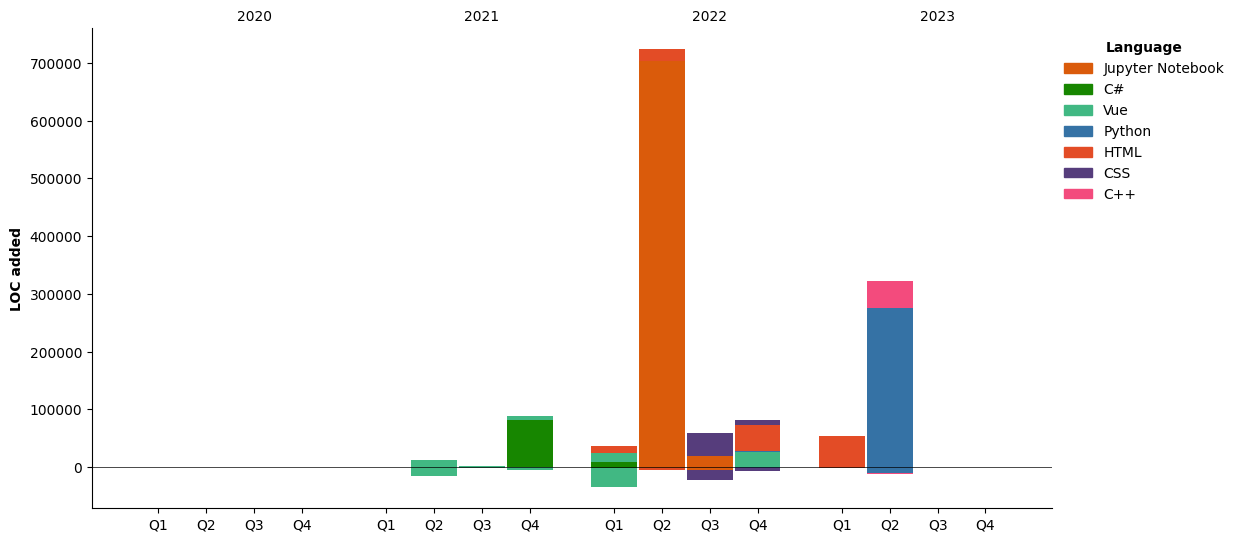 2020 2021 2022 2023
Language
Jupyter Notebook
C#
Vue
Python
HTML
CSS
C++
LOC added
700000
600000
500000
400000
300000
200000
100000
0
Q1 Q2 Q3 Q4 Q1 Q2 Q3 Q4 Q1 Q2 Q3 Q4 Q1 Q2 Q3 Q4